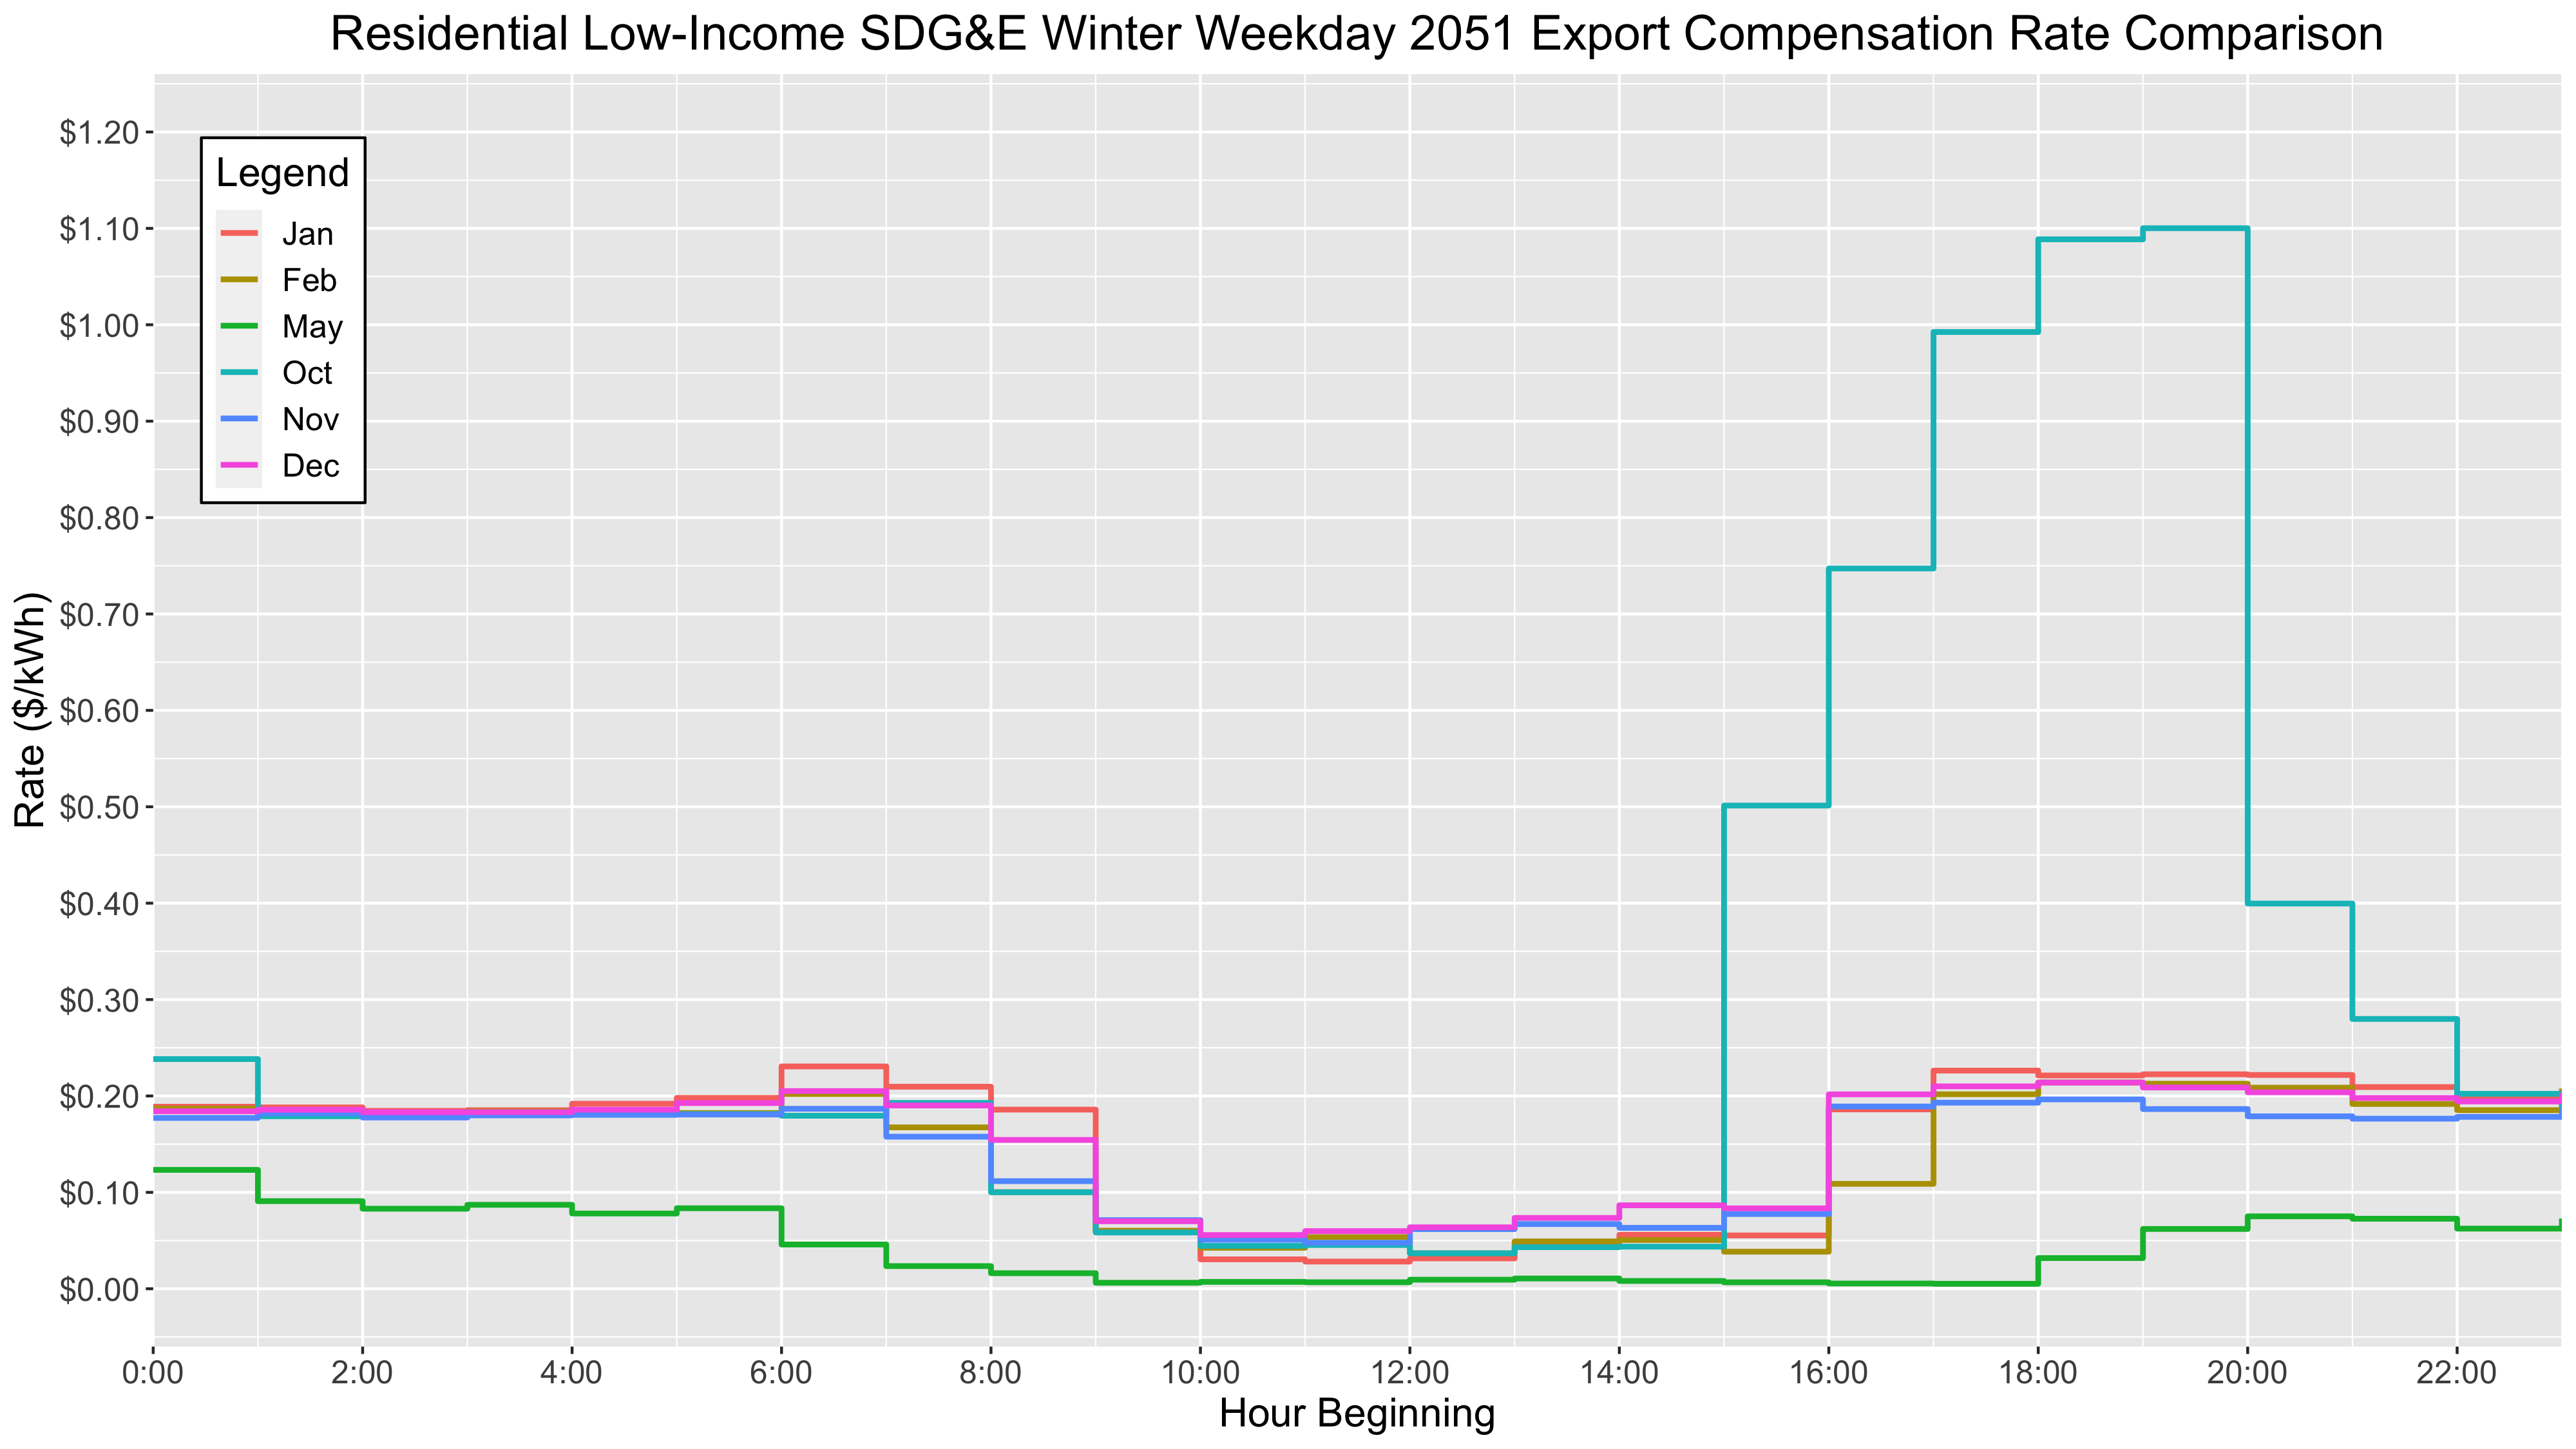 Residential Low-Income SDG&E Winter Weekday 2051 Export Compensation Rate Comparison
$1.20
$1.10
$1.00
$0.90
$0.80
$0.70
$0.60
$0.50
$0.40
$0.30
$0.20
$0.10
$0.00
Rate ($/kWh)
Legend
Jan
Feb
May
Oct
Nov
Dec
0:00 2:00 4:00 6:00 8:00 10:00 12:00 14:00 16:00 18:00 20:00 22:00
Hour Beginning